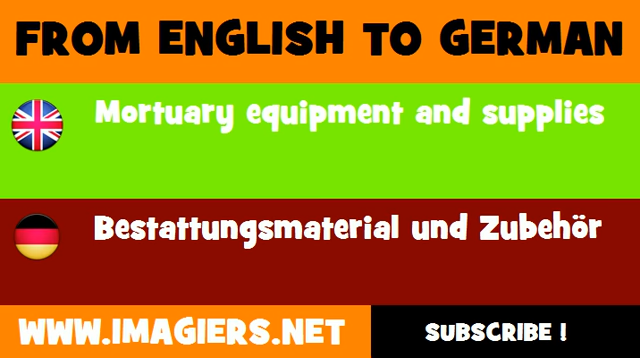 FROM ENGLISH TO GERMAN
Mortuary equipment and supplies
Bestattungsmaterial und Zubehör
WWW.IMAGIERS.NET
SUBSCRIBE !